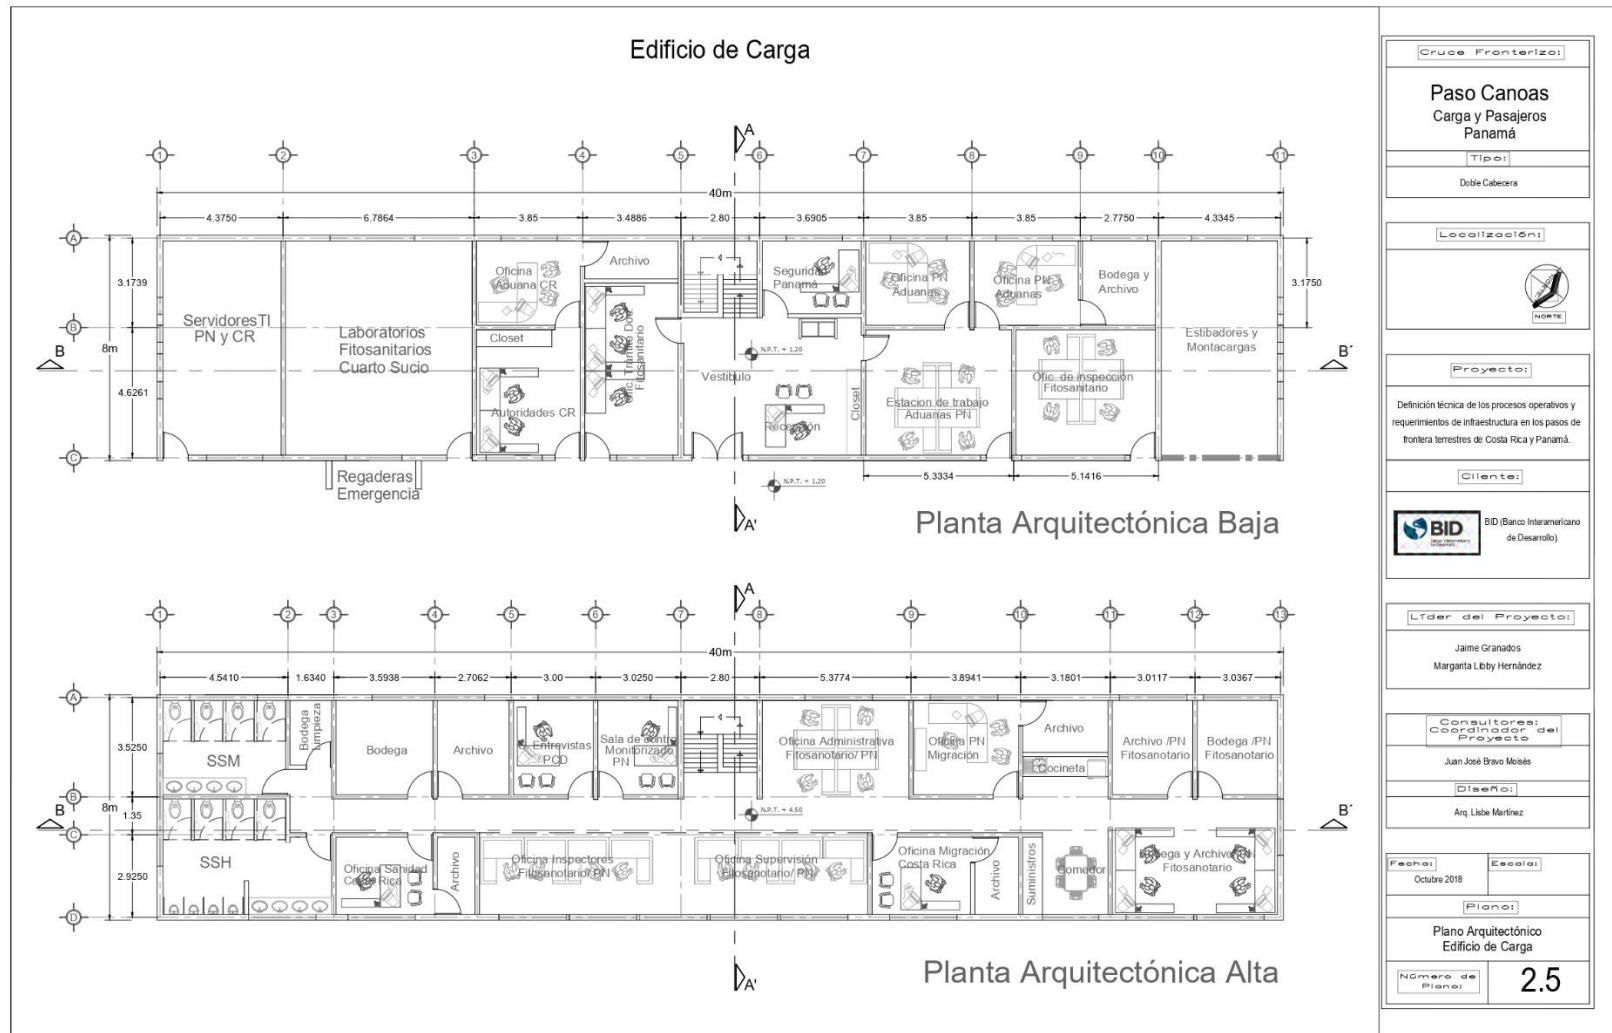 Edificio de Carga
A
1
2
3
4
5
6
7
8
9
10
11
40m
4.3750
6.7864
3.85
3.4886
2.80
3.6905
3.85
3.85
2.7750
4.3345
A
B
C
3.1739
8m
4.6261
3.1750
B
B´
Servidores TI
PN y CR
Laboratorios
Fitosanitarios
Cuarto Sucio
Oficina
Aduana CR
Archivo
Closet
Autoridades CR
Fitosanitario
Seguridad
Panamá
N.P.T. + 1.20
Vestibulo
Recepción
Closet
Oficina PN
Aduanas
Oficina PN
Aduanas
Bodega y
Archivo
Estacion de trabajo
Aduanas PN
Ofic. de inspección
Fitosanitario
Estibadores y
Montacargas
Regaderas
Emergencia
N.P.T. + 1.20
5.3334
5.1416
A'
Planta Arquitectónica Baja
A
1
2
3
4
5
6
7
8
9
10
11
12
13
40m
4.5410
1.6340
3.5938
2.7062
3.00
3.0250
2.80
5.3774
3.8941
3.1801
3.0117
3.0367
A
B
C
D
3.5250
8m
1.35
2.9250
B
B´
SSM
Bodega
Limpieza
Bodega
Archivo
S. Entrevistas
PCD
Sala de
Monitorizado
PN
Oficina Administrativa
Fitosanotario/ PN
Oficina PN
Migración
Archivo
Cocineta
Archivo /PN
Fitosanotario
Bodega /PN
Fitosanotario
N.P.T. + 4.50
SSH
Oficina Sanidad
Costa Rica
Archivo
Oficina Inspectores
Fitosanotario/ PN
Oficina Supervisión
Fitosanotario/ PN
Oficina Migración
Costa Rica
Archivo
Suministros
Comedor
Bodega y Archivo PN
Fitosanotario
A'
Planta Arquitectónica Alta
Cruce Fronterizo:
Paso Canoas
Carga y Pasajeros
Panamá
Tipo:
Doble Cabecera
Localización:
NORTE
Proyecto:
Definición técnica de los procesos operativos y
requerimientos de infraestructura en los pasos de
frontera terrestres de Costa Rica y Panamá.
Cliente:
BID
BID (Banco Interamericano
de Desarrollo).
Líder del Proyecto:
Jaime Granados
Margarita Libby Hernández
Consultores:
Coordinador del
Proyecto
Juan José Bravo Moisés
Diseño:
Arq. Lisbe Martínez
Fecha:
Escala:
Octubre 2018
Plano:
Plano Arquitectónico
Edificio de Carga
Número de
Plano:
2.5